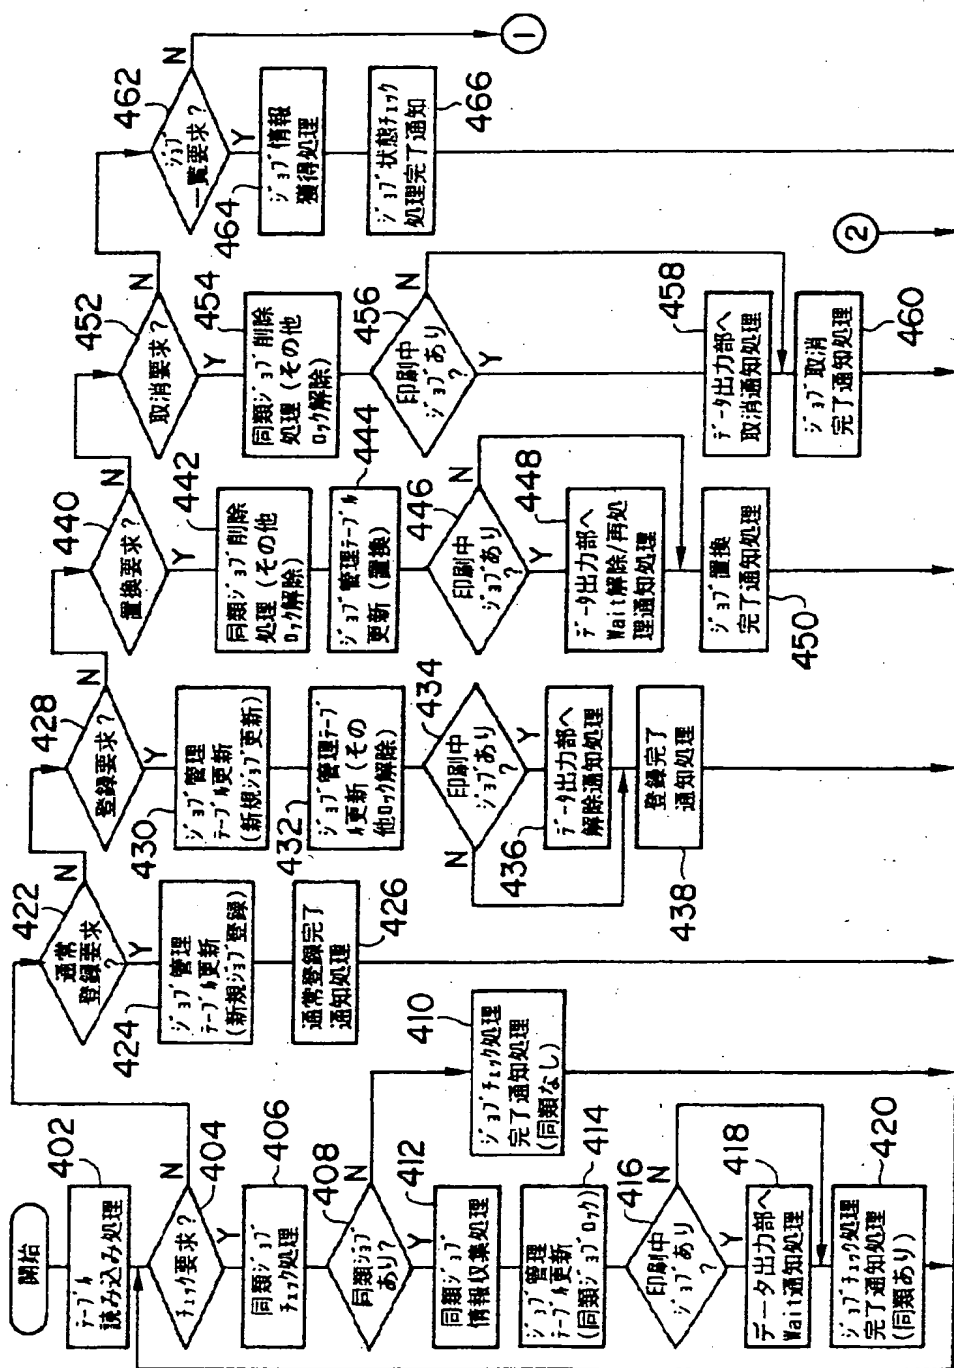 開始
402
テーブル
読み込み処理
404
チェック要求?
N
Y
406
同類ジョブ
チェック処理
408
同類ジョブ
あり?
N
Y
410
ジョブチェック処理
完了通知処理
(同類なし)
412
同類ジョブ
情報収集処理
414
ジョブ管理
テーブル更新
(同類ジョブロック)
416
印刷中
ジョブあり
?
N
Y
418
データ出力部へ
Wait通知処理
420
ジョブチェック処理
完了通知処理
(同類あり)
422
通常
登録要求
?
N
Y
424
ジョブ管理
テーブル更新
(新規ジョブ登録)
426
通常登録完了
通知処理
428
登録要求?
N
Y
430
ジョブ管理
テーブル更新
(新規ジョブ更新)
432
ジョブ管理テーブ
ル更新(その
他ロック解除)
434
印刷中
ジョブあり
?
N
Y
436
データ出力部へ
解除通知処理
438
登録完了
通知処理
440
置換要求?
N
Y
442
同類ジョブ削除
処理(その他
ロック解除)
444
ジョブ管理テーブル
更新(置換)
446
印刷中
ジョブあり
?
N
Y
448
データ出力部へ
Wait解除/再処
理通知処理
450
ジョブ置換
完了通知処理
452
取消要求?
N
Y
454
同類ジョブ削除
処理(その他
ロック解除)
456
印刷中
ジョブあり
?
N
Y
458
データ出力部へ
取消通知処理
460
ジョブ取消
完了通知処理
462
ジョブ
一覧要求?
N
Y
464
ジョブ情報
獲得処理
466
ジョブ状態チェック
処理完了通知
1
2